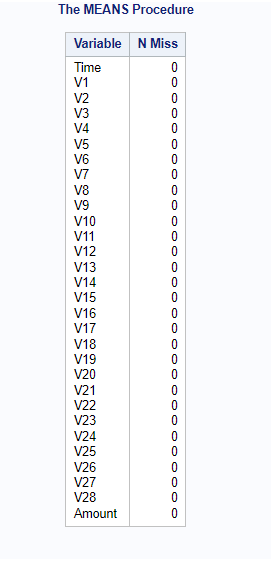 The MEANS Procedure
Variable N Miss
Time 0
V1 0
V2 0
V3 0
V4 0
V5 0
V6 0
V7 0
V8 0
V9 0
V10 0
V11 0
V12 0
V13 0
V14 0
V15 0
V16 0
V17 0
V18 0
V19 0
V20 0
V21 0
V22 0
V23 0
V24 0
V25 0
V26 0
V27 0
V28 0
Amount 0